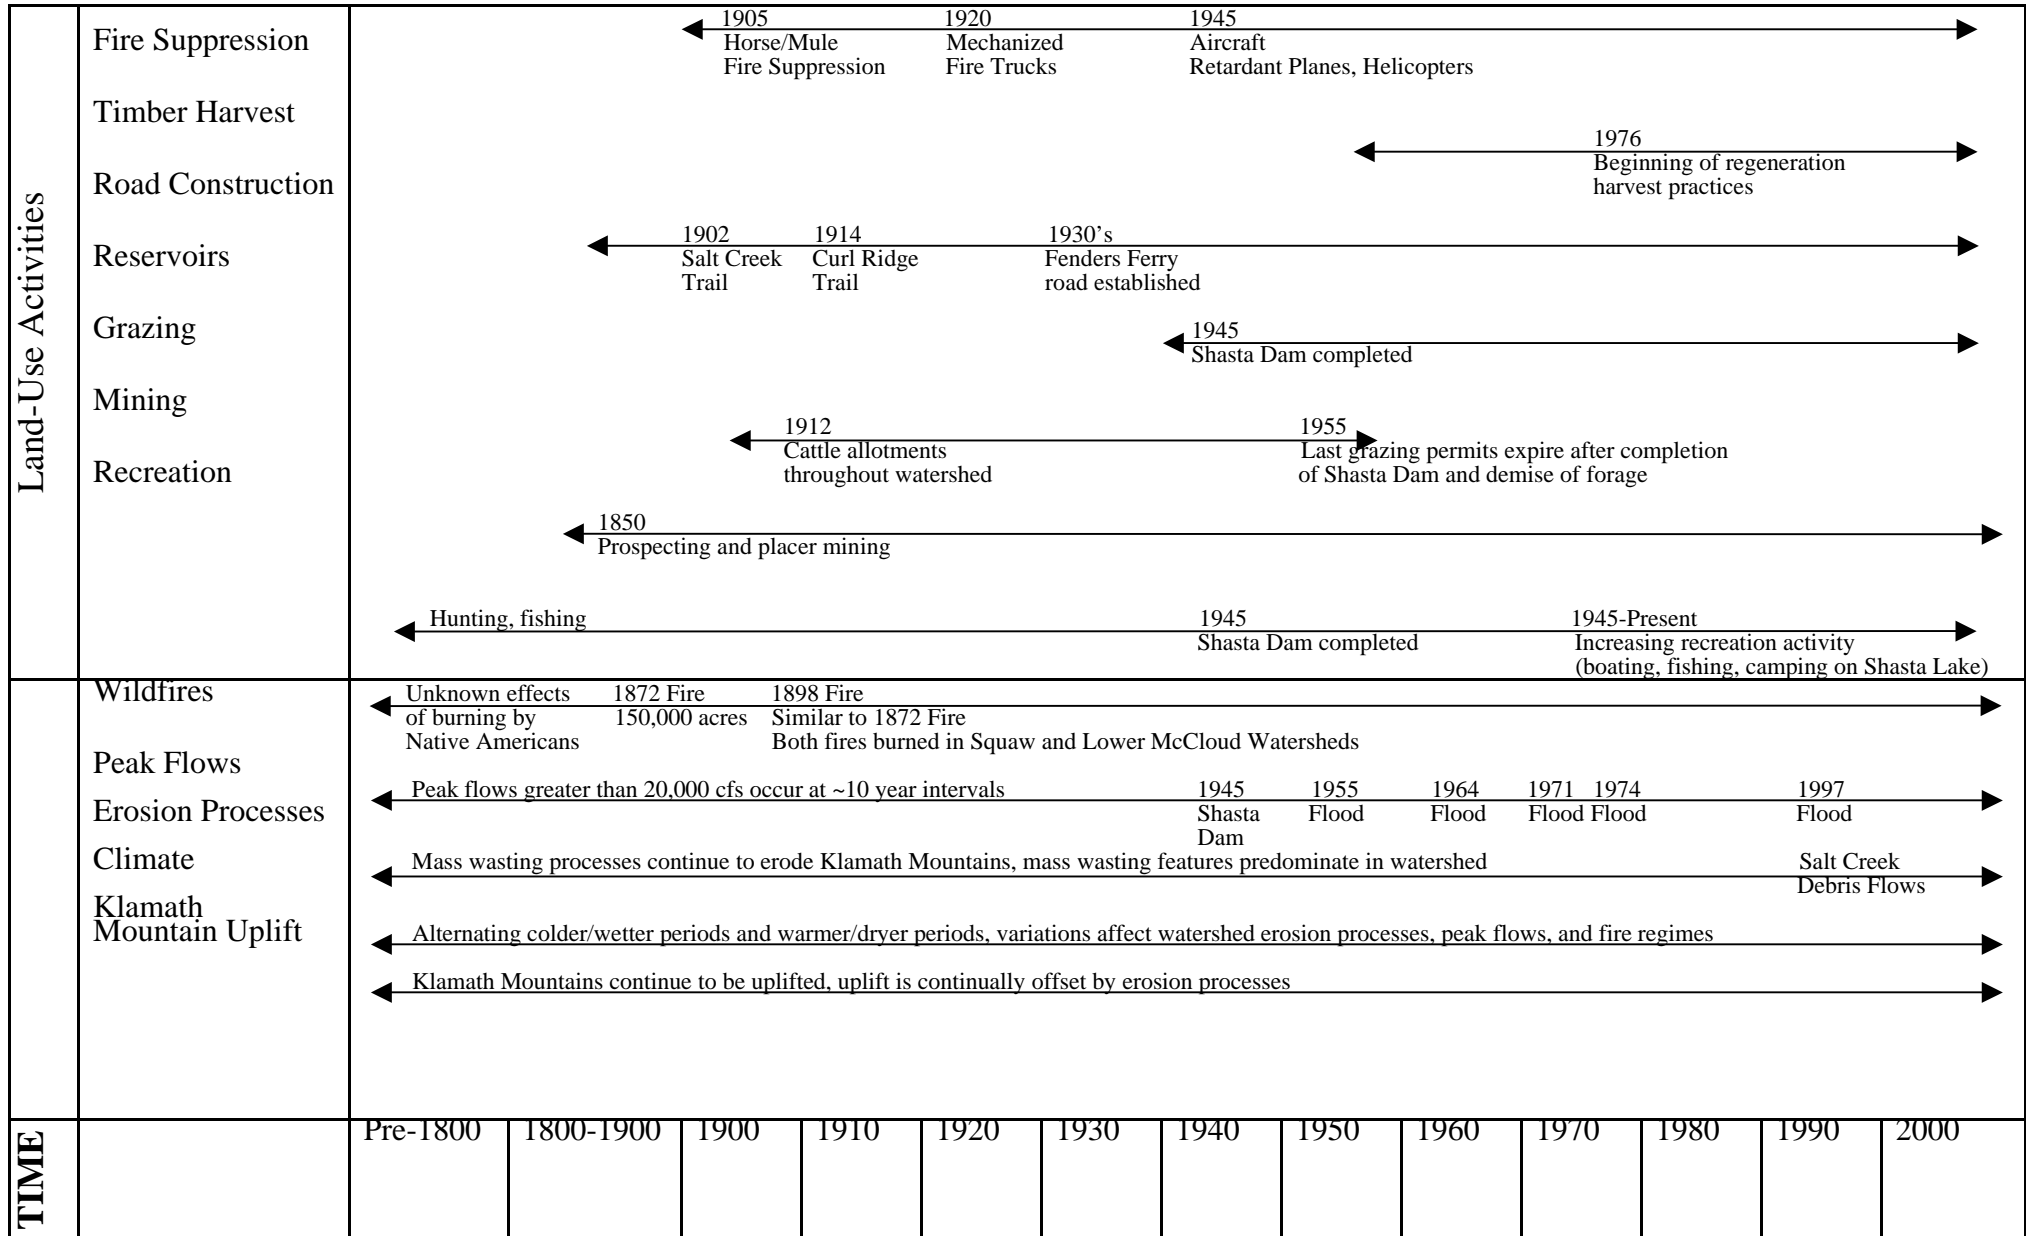 Land-Use Activities
Fire Suppression
1905
1920
1945
Horse/Mule
Mechanized
Aircraft
Fire Suppression
Fire Trucks
Retardant Planes, Helicopters
Timber Harvest
1976
Beginning of regeneration
harvest practices
Road Construction
1902
1914
1930's
Salt Creek
Curl Ridge
Fenders Ferry
Trail
Trail
road established
Reservoirs
1945
Shasta Dam completed
Grazing
1912
1955
Cattle allotments
Last grazing permits expire after completion
throughout watershed
of Shasta Dam and demise of forage
Mining
1850
Prospecting and placer mining
Recreation
Hunting, fishing
1945
1945-Present
Shasta Dam completed
Increasing recreation activity
(boating, fishing, camping on Shasta Lake)
Wildfires
Unknown effects
1872 Fire
1898 Fire
of burning by
150,000 acres
Similar to 1872 Fire
Native Americans
Both fires burned in Squaw and Lower McCloud Watersheds
Peak Flows
Peak flows greater than 20,000 cfs occur at ~10 year intervals
1945
1955
1964
1971
1974
1997
Shasta
Flood
Flood
Flood
Flood
Flood
Dam
Erosion Processes
Mass wasting processes continue to erode Klamath Mountains, mass wasting features predominate in watershed
Salt Creek
Debris Flows
Climate
Alternating colder/wetter periods and warmer/dryer periods, variations affect watershed erosion processes, peak flows, and fire regimes
Klamath
Mountain Uplift
Klamath Mountains continue to be uplifted, uplift is continually offset by erosion processes
TIME
Pre-1800
1800-1900
1900
1910
1920
1930
1940
1950
1960
1970
1980
1990
2000